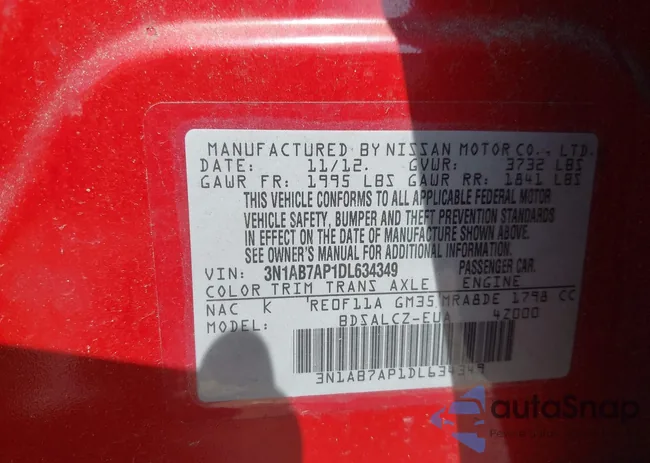 MANUFACTURED BY NISSAN MOTOR CO., LTD.
DATE: 11/12. GVWR: 3732 LBS
GAWR FR: 1995 LBS GAWR RR: 1841 LBS
THIS VEHICLE CONFORMS TO ALL APPLICABLE FEDERAL MOTOR
VEHICLE SAFETY, BUMPER AND THEFT PREVENTION STANDARDS
IN EFFECT ON THE DATE OF MANUFACTURE SHOWN ABOVE.
SEE OWNER'S MANUAL FOR ADDITIONAL INFORMATION.
VIN: 3N1AB7AP1DL634349 PASSENGER CAR.
COLOR TRIM TRANS AXLE ENGINE
NAC K RE0F11A GM35 MRA8DE 1798 CC
MODEL: BDSALCZ-EUA 4Z000
3N1AB7AP1DL634349
autoSnap